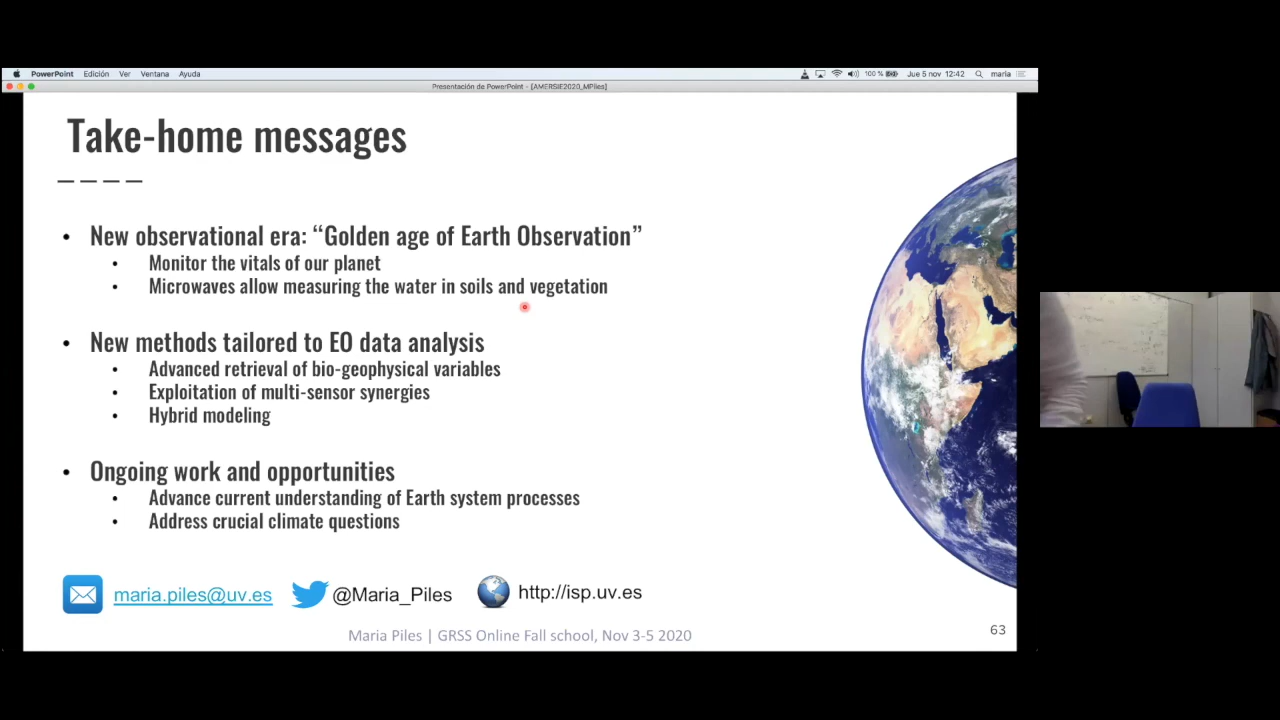 PowerPoint Edición Ver Ventana Ayuda 100 % Jue 5 nov 12:42 maria
Presentación de PowerPoint - [AMERSIE2020_MPiles]
Take-home messages
• New observational era: “Golden age of Earth Observation”
• Monitor the vitals of our planet
• Microwaves allow measuring the water in soils and vegetation
• New methods tailored to EO data analysis
• Advanced retrieval of bio-geophysical variables
• Exploitation of multi-sensor synergies
• Hybrid modeling
• Ongoing work and opportunities
• Advance current understanding of Earth system processes
• Address crucial climate questions
maria.piles@uv.es @Maria_Piles http://isp.uv.es
Maria Piles | GRSS Online Fall school, Nov 3-5 2020
63